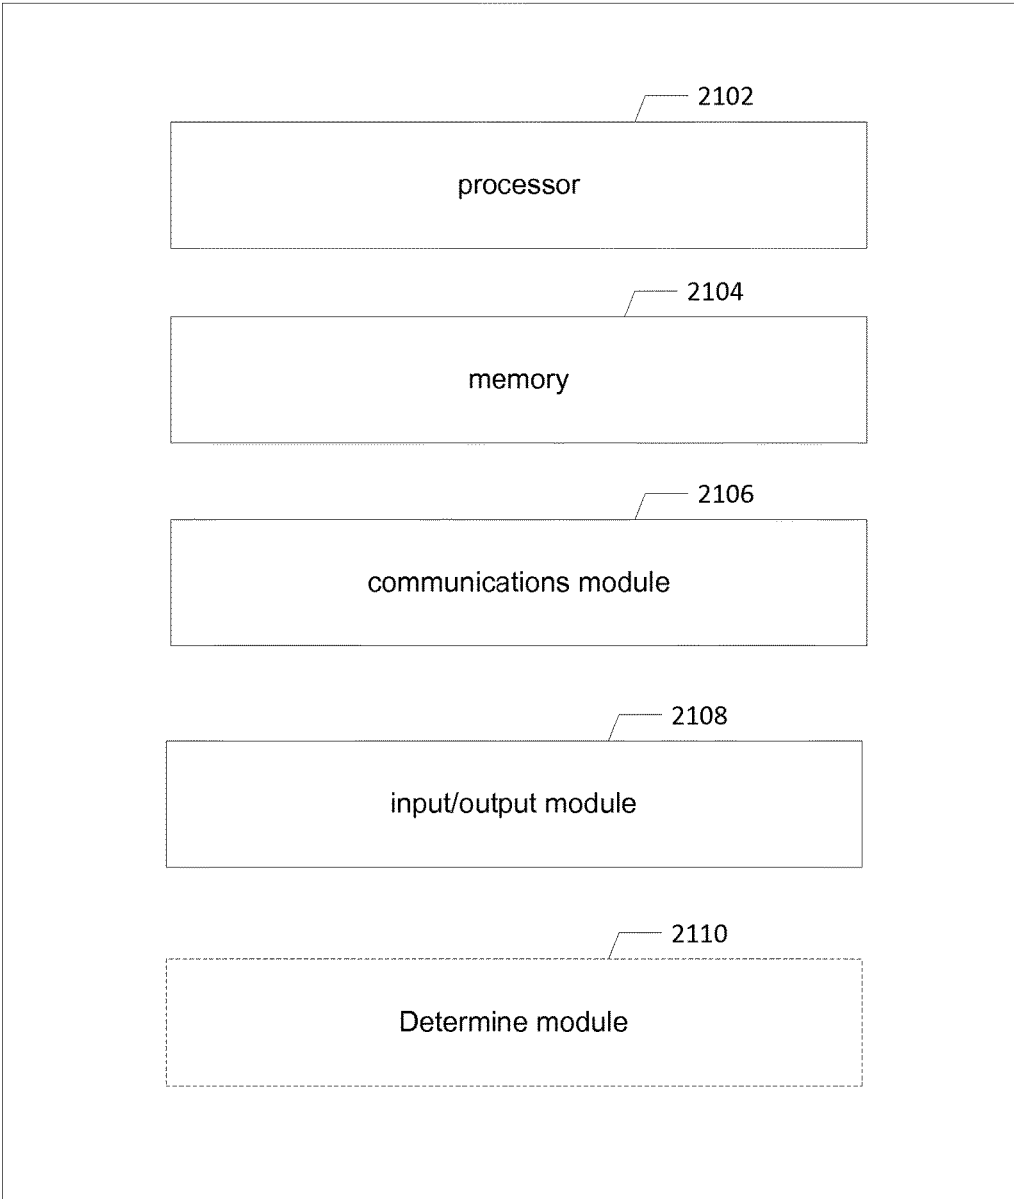 2102
processor
2104
memory
2106
communications module
2108
input/output module
2110
Determine module